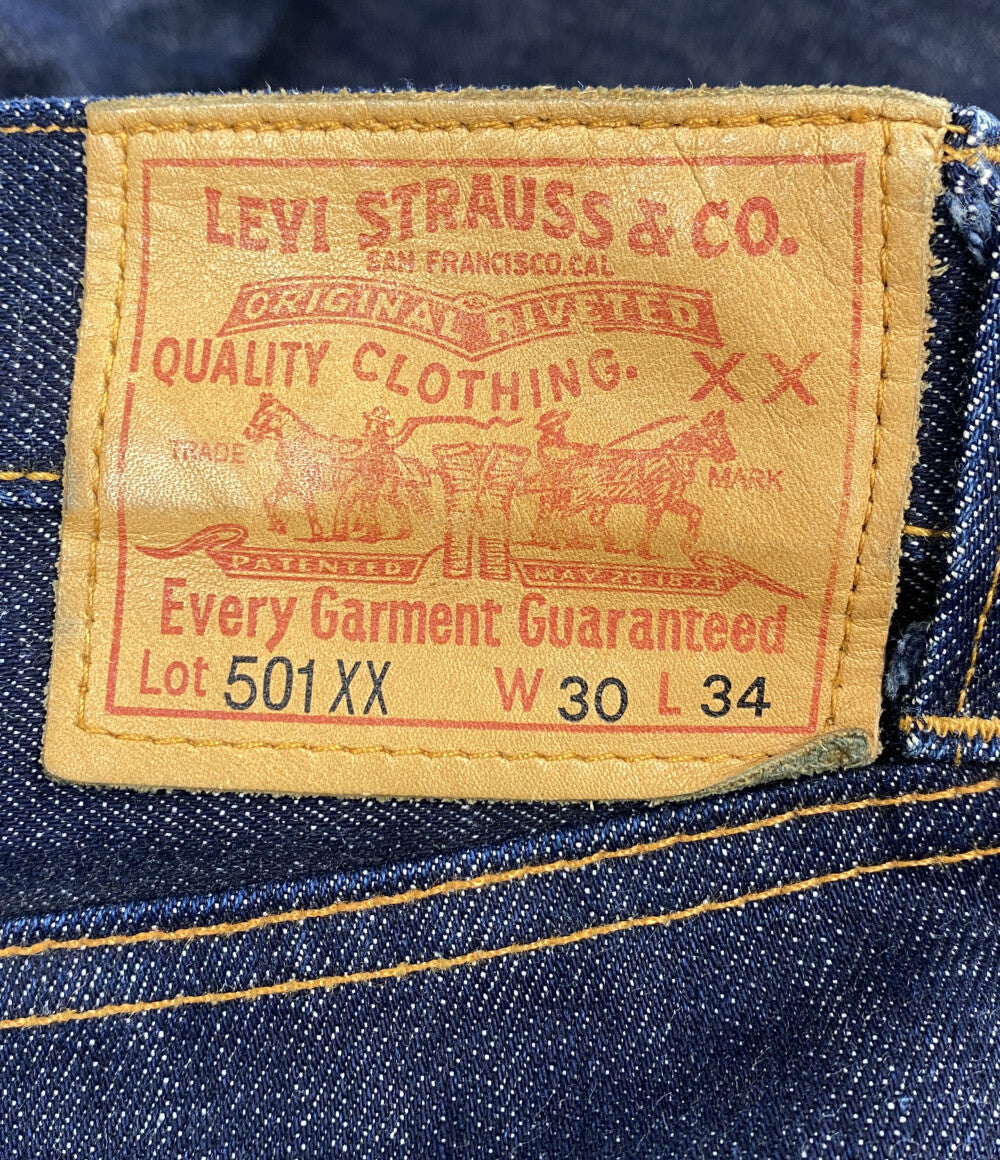 LEVI STRAUSS & CO.
SAN FRANCISCO.CAL
ORIGINAL RIVETED
QUALITY CLOTHING. XX
TRADE MARK
PATENTED MAY 20 1873
Every Garment Guaranteed
Lot 501XX W 30 L 34